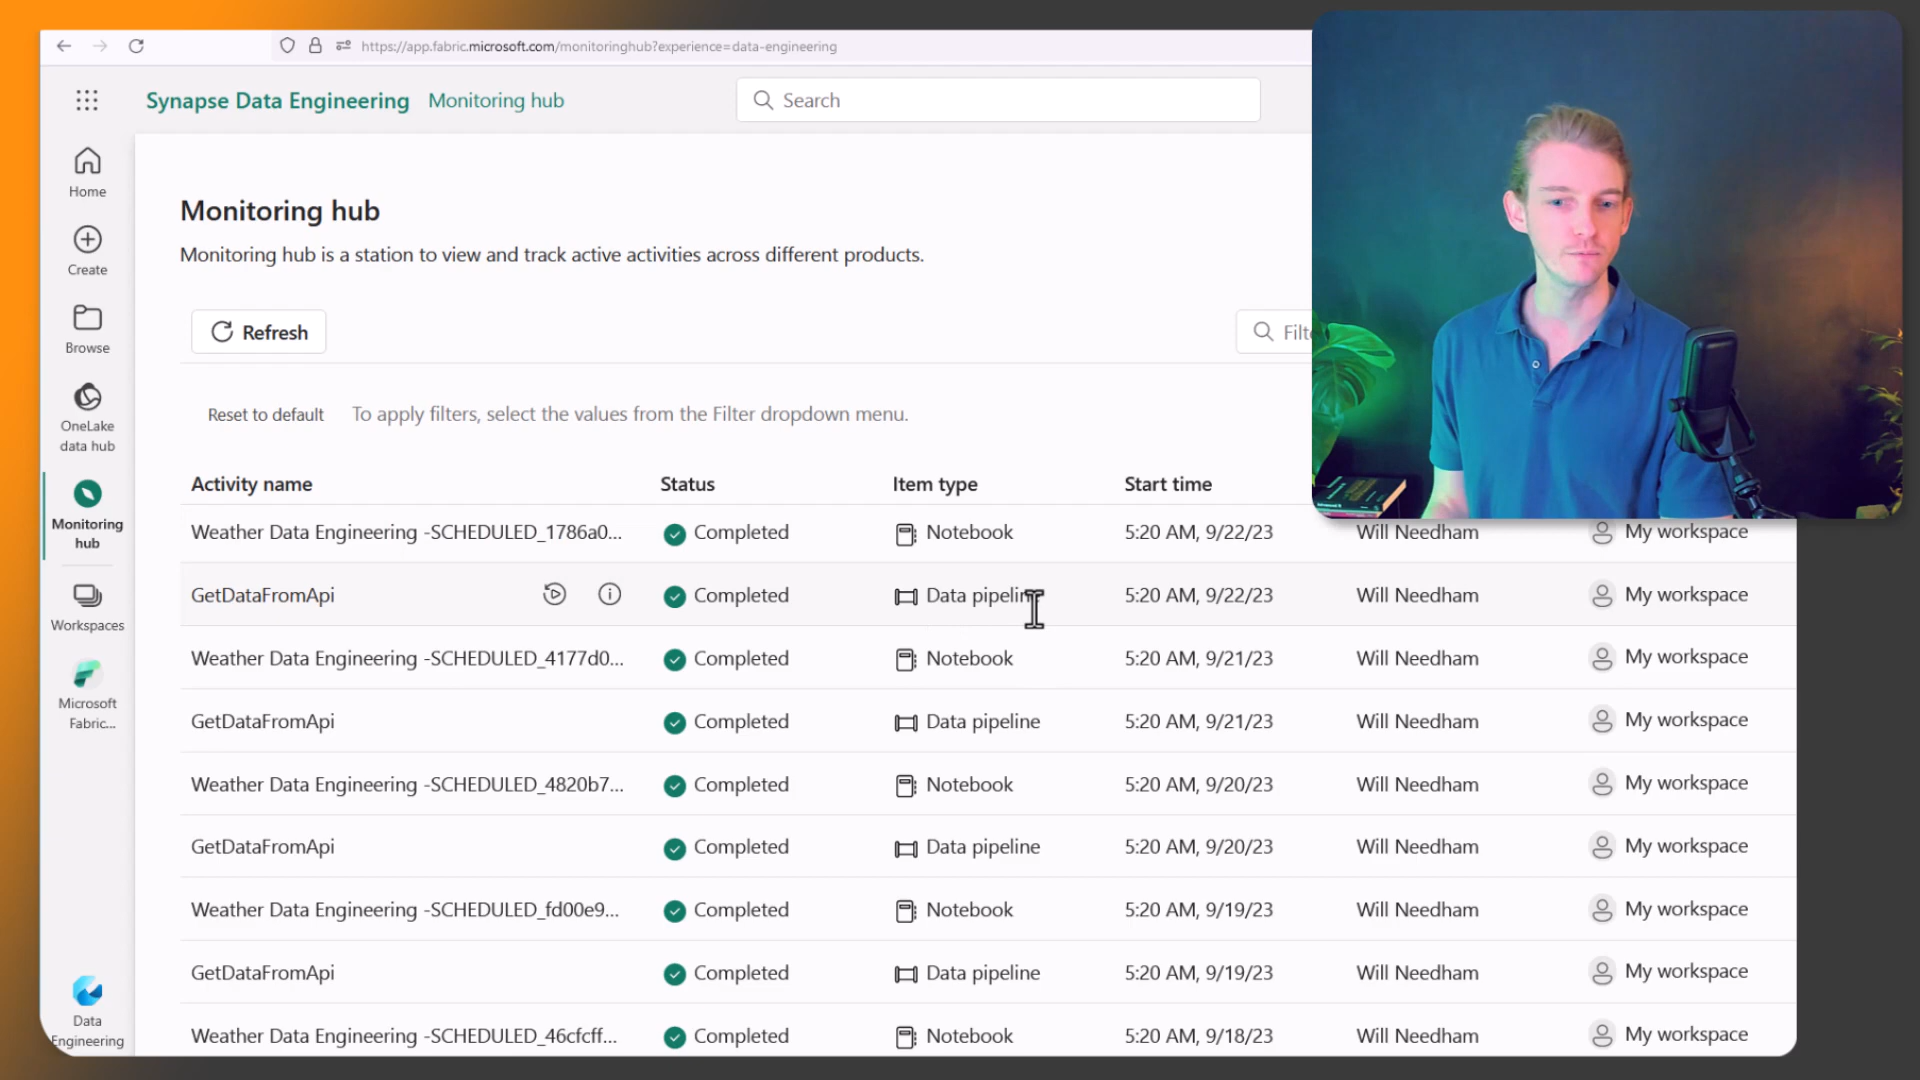 https://app.fabric.microsoft.com/monitoringhub?experience=data-engineering
Synapse Data Engineering Monitoring hub
Search
Home
Create
Browse
OneLake
data hub
Monitoring
hub
Workspaces
Microsoft
Fabric...
Data
Engineering
Monitoring hub
Monitoring hub is a station to view and track active activities across different products.
Refresh
Filt
Reset to default To apply filters, select the values from the Filter dropdown menu.
Activity name Status Item type Start time
Weather Data Engineering -SCHEDULED_1786a0... Completed Notebook 5:20 AM, 9/22/23 Will Needham My workspace
GetDataFromApi Completed Data pipeline 5:20 AM, 9/22/23 Will Needham My workspace
Weather Data Engineering -SCHEDULED_4177d0... Completed Notebook 5:20 AM, 9/21/23 Will Needham My workspace
GetDataFromApi Completed Data pipeline 5:20 AM, 9/21/23 Will Needham My workspace
Weather Data Engineering -SCHEDULED_4820b7... Completed Notebook 5:20 AM, 9/20/23 Will Needham My workspace
GetDataFromApi Completed Data pipeline 5:20 AM, 9/20/23 Will Needham My workspace
Weather Data Engineering -SCHEDULED_fd00e9... Completed Notebook 5:20 AM, 9/19/23 Will Needham My workspace
GetDataFromApi Completed Data pipeline 5:20 AM, 9/19/23 Will Needham My workspace
Weather Data Engineering -SCHEDULED_46cfcff... Completed Notebook 5:20 AM, 9/18/23 Will Needham My workspace